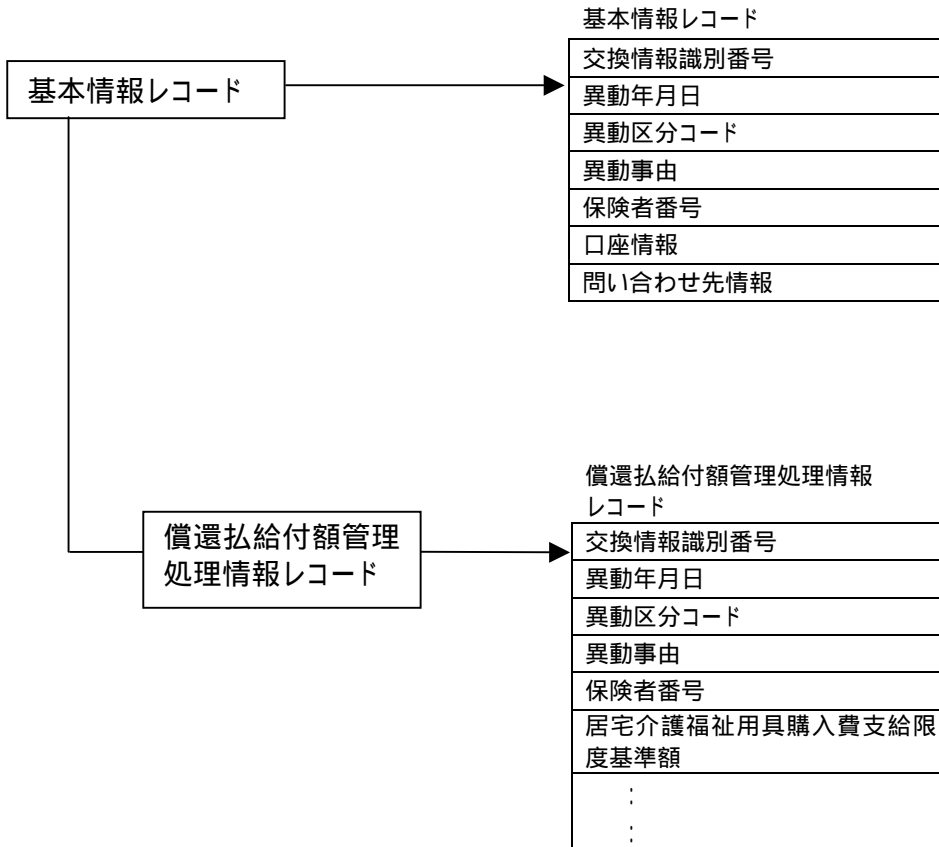 基本情報レコード
基本情報レコード
交換情報識別番号
異動年月日
異動区分コード
異動事由
保険者番号
口座情報
問い合わせ先情報
償還払給付額管理
処理情報レコード
償還払給付額管理処理情報
レコード
交換情報識別番号
異動年月日
異動区分コード
異動事由
保険者番号
居宅介護福祉用具購入費支給限
度基準額
:
: